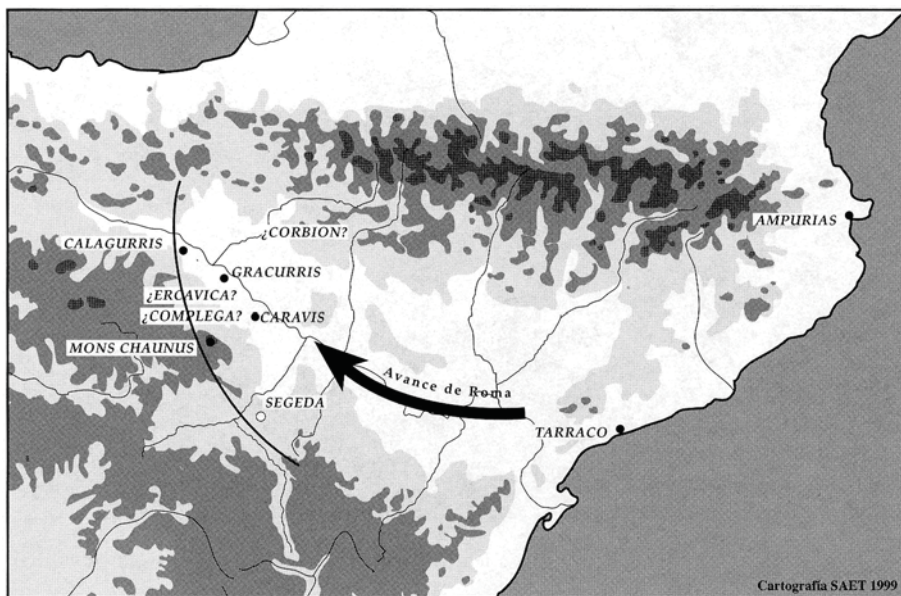 ¿CORBION?
AMPURIAS
CALAGURRIS
GRACURRIS
¿ERCAVICA?
¿COMPLEGA?
CARAVIS
MONS CHAUNUS
Avance de Roma
SEGEDA
TARRACO
Cartografía SAET 1999